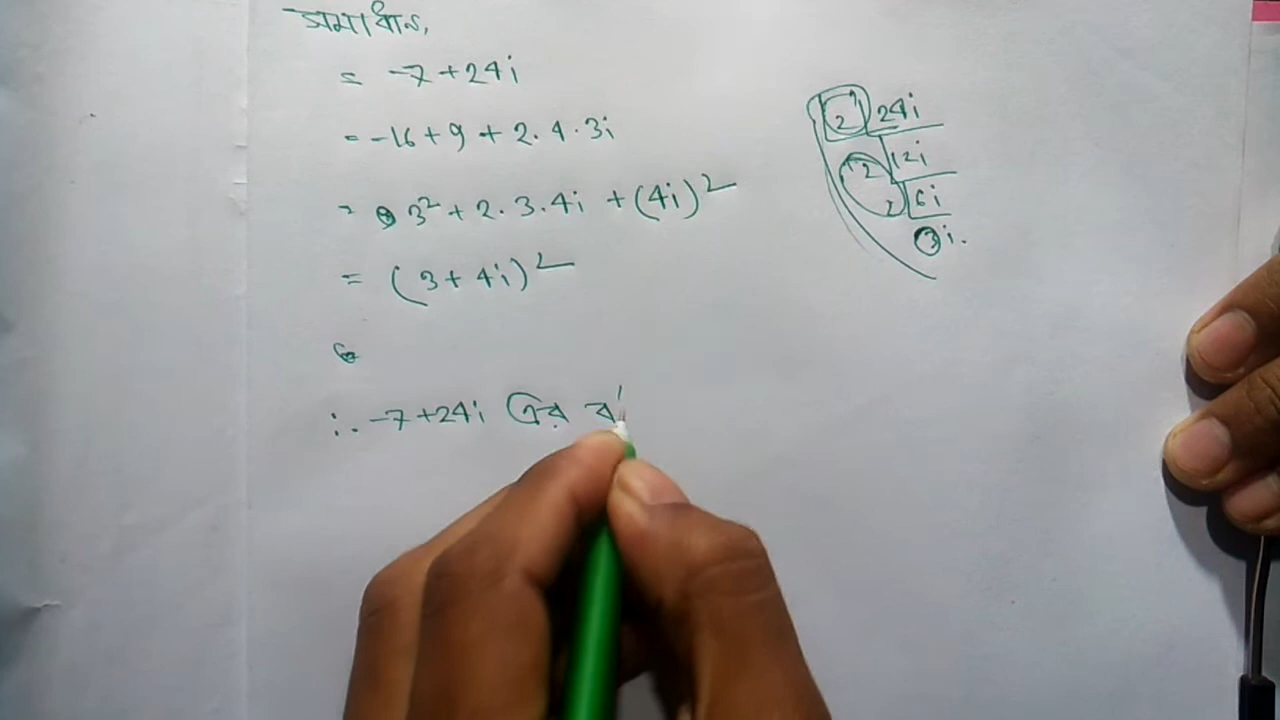 সমাধান,
= -7 + 24i
= -16 + 9 + 2. 4. 3i
= 3² + 2. 3. 4i + (4i)²
= (3 + 4i)²
∴ -7 + 24i এর ব
2 24i
2 12i
2 6i
3i.